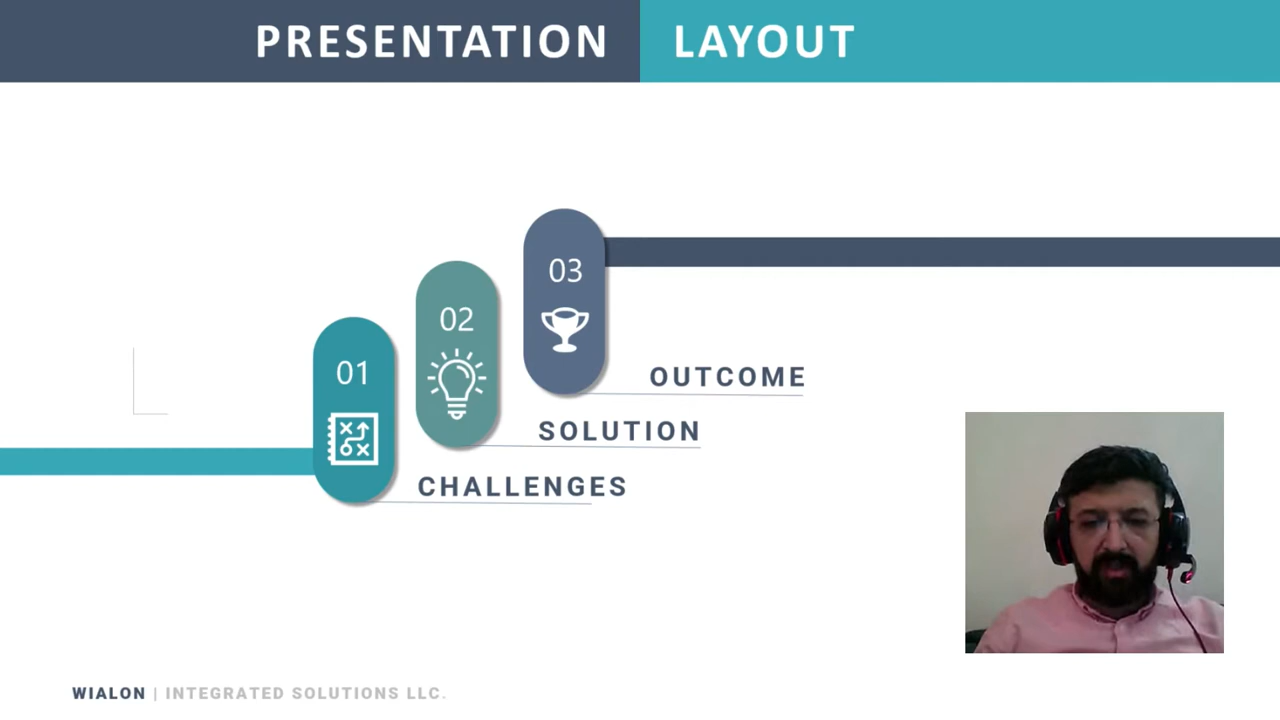 PRESENTATION LAYOUT
03
02
01
OUTCOME
SOLUTION
CHALLENGES
WIALON | INTEGRATED SOLUTIONS LLC.